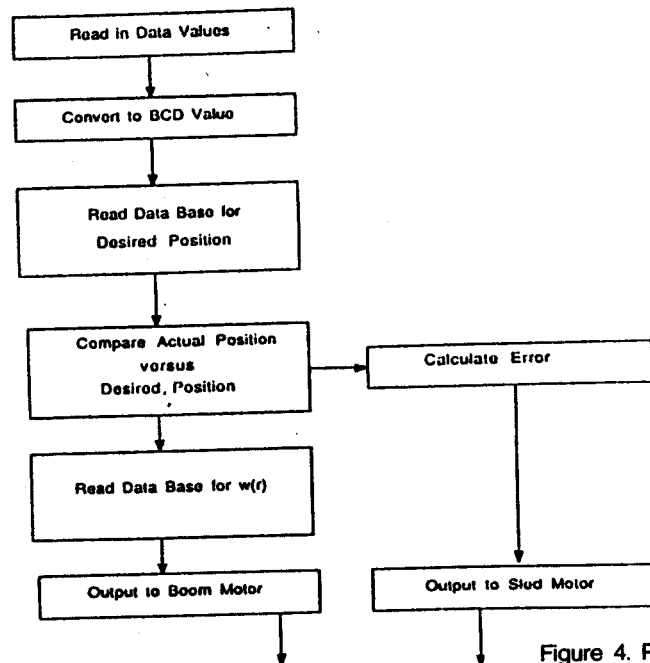 Read in Data Values
Convert to BCD Value
Read Data Base for
Desired Position
Compare Actual Position
versus
Desired, Position
Calculate Error
Read Data Base for w(r)
Output to Boom Motor
Output to Slud Motor
Figure 4.